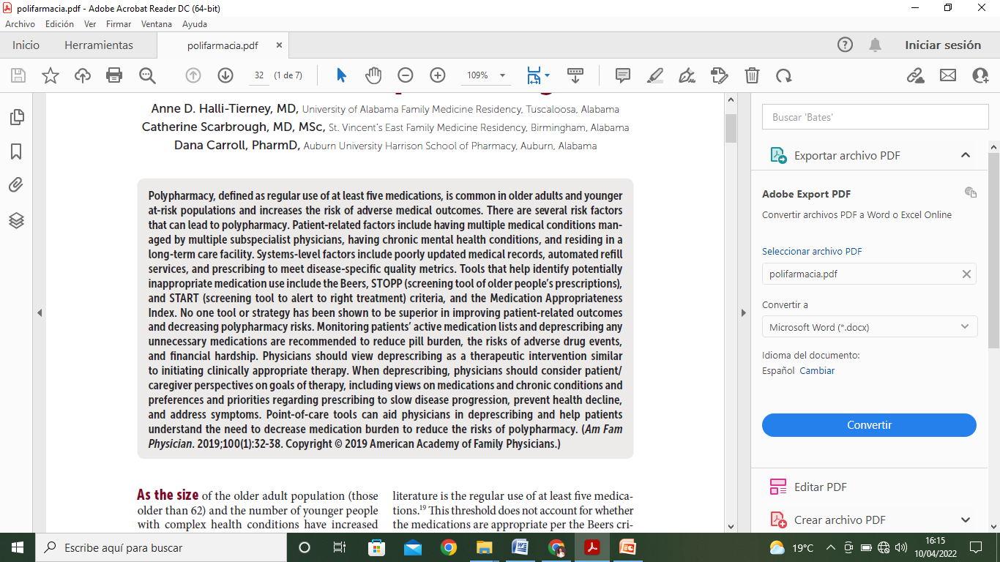 polifarmacia.pdf - Adobe Acrobat Reader DC (64-bit)
Archivo Edición Ver Firmar Ventana Ayuda
Inicio Herramientas polifarmacia.pdf × Iniciar sesión
32 (1 de 7) 109%
Anne D. Halli-Tierney, MD, University of Alabama Family Medicine Residency, Tuscaloosa, Alabama
Catherine Scarbrough, MD, MSc, St. Vincent's East Family Medicine Residency, Birmingham, Alabama
Dana Carroll, PharmD, Auburn University Harrison School of Pharmacy, Auburn, Alabama
Polypharmacy, defined as regular use of at least five medications, is common in older adults and younger
at-risk populations and increases the risk of adverse medical outcomes. There are several risk factors
that can lead to polypharmacy. Patient-related factors include having multiple medical conditions man-
aged by multiple subspecialist physicians, having chronic mental health conditions, and residing in a
long-term care facility. Systems-level factors include poorly updated medical records, automated refill
services, and prescribing to meet disease-specific quality metrics. Tools that help identify potentially
inappropriate medication use include the Beers, STOPP (screening tool of older people's prescriptions),
and START (screening tool to alert to right treatment) criteria, and the Medication Appropriateness
Index. No one tool or strategy has been shown to be superior in improving patient-related outcomes
and decreasing polypharmacy risks. Monitoring patients' active medication lists and deprescribing any
unnecessary medications are recommended to reduce pill burden, the risks of adverse drug events,
and financial hardship. Physicians should view deprescribing as a therapeutic intervention similar
to initiating clinically appropriate therapy. When deprescribing, physicians should consider patient/
caregiver perspectives on goals of therapy, including views on medications and chronic conditions and
preferences and priorities regarding prescribing to slow disease progression, prevent health decline,
and address symptoms. Point-of-care tools can aid physicians in deprescribing and help patients
understand the need to decrease medication burden to reduce the risks of polypharmacy. (Am Fam
Physician. 2019;100(1):32-38. Copyright © 2019 American Academy of Family Physicians.)
As the size of the older adult population (those
older than 62) and the number of younger people
with complex health conditions have increased
literature is the regular use of at least five medica-
tions.19 This threshold does not account for whether
the medications are appropriate per the Beers cri-
Buscar 'Bates'
Exportar archivo PDF
Adobe Export PDF
Convertir archivos PDF a Word o Excel Online
Seleccionar archivo PDF
polifarmacia.pdf
Convertir a
Microsoft Word (*.docx)
Idioma del documento:
Español Cambiar
Convertir
Editar PDF
Crear archivo PDF
Escribe aquí para buscar
19°C
16:15
10/04/2022